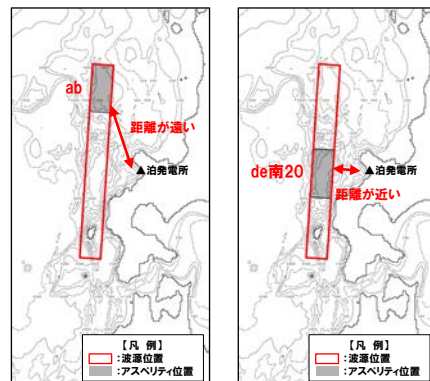 ab
距離が遠い
▲泊発電所
【凡 例】
:波源位置
:アスペリティ位置
de南20
▲泊発電所
距離が近い
【凡 例】
:波源位置
:アスペリティ位置